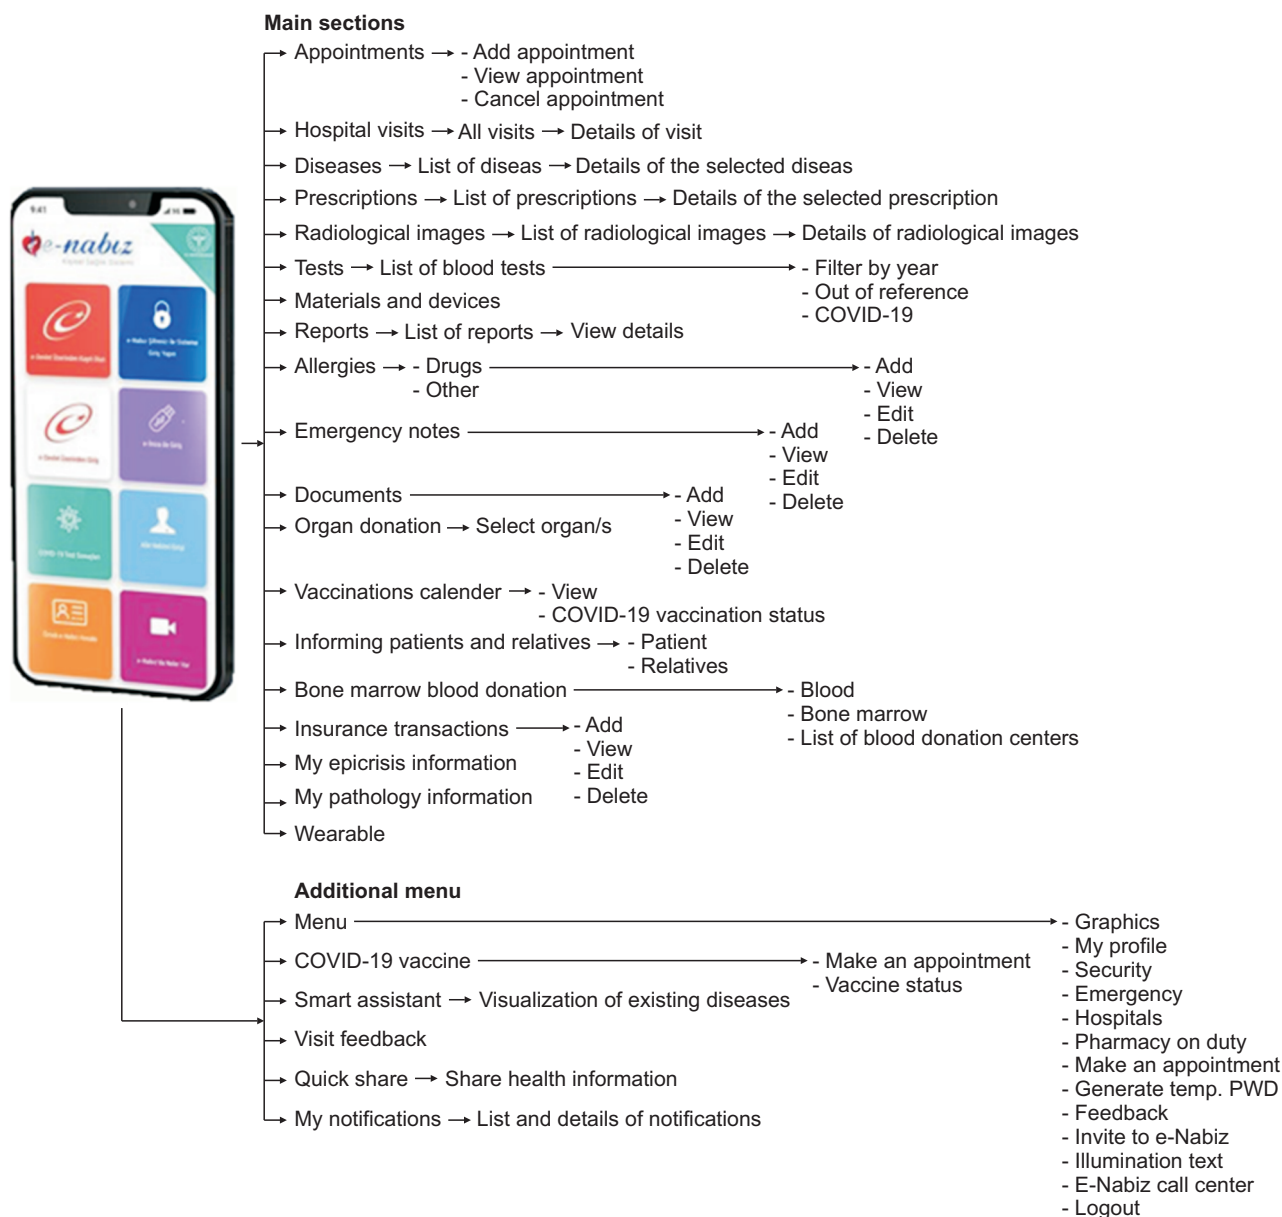 Main sections
Appointments
- Add appointment
- View appointment
- Cancel appointment
Hospital visits
All visits
Details of visit
Diseases
List of diseas
Details of the selected diseas
Prescriptions
List of prescriptions
Details of the selected prescription
Radiological images
List of radiological images
Details of radiological images
Tests
List of blood tests
- Filter by year
- Out of reference
- COVID-19
Materials and devices
Reports
List of reports
View details
Allergies
- Drugs
- Other
- Add
- View
- Edit
- Delete
Emergency notes
- Add
- View
- Edit
- Delete
Documents
- Add
- View
- Edit
- Delete
Organ donation
Select organ/s
Vaccinations calender
- View
- COVID-19 vaccination status
Informing patients and relatives
- Patient
- Relatives
Bone marrow blood donation
- Blood
- Bone marrow
- List of blood donation centers
Insurance transactions
- Add
- View
- Edit
- Delete
My epicrisis information
My pathology information
Wearable
9:41
e-nabız
Additional menu
Menu
- Graphics
- My profile
- Security
- Emergency
- Hospitals
- Pharmacy on duty
- Make an appointment
- Generate temp. PWD
- Feedback
- Invite to e-Nabiz
- Illumination text
- E-Nabiz call center
- Logout
COVID-19 vaccine
- Make an appointment
- Vaccine status
Smart assistant
Visualization of existing diseases
Visit feedback
Quick share
Share health information
My notifications
List and details of notifications